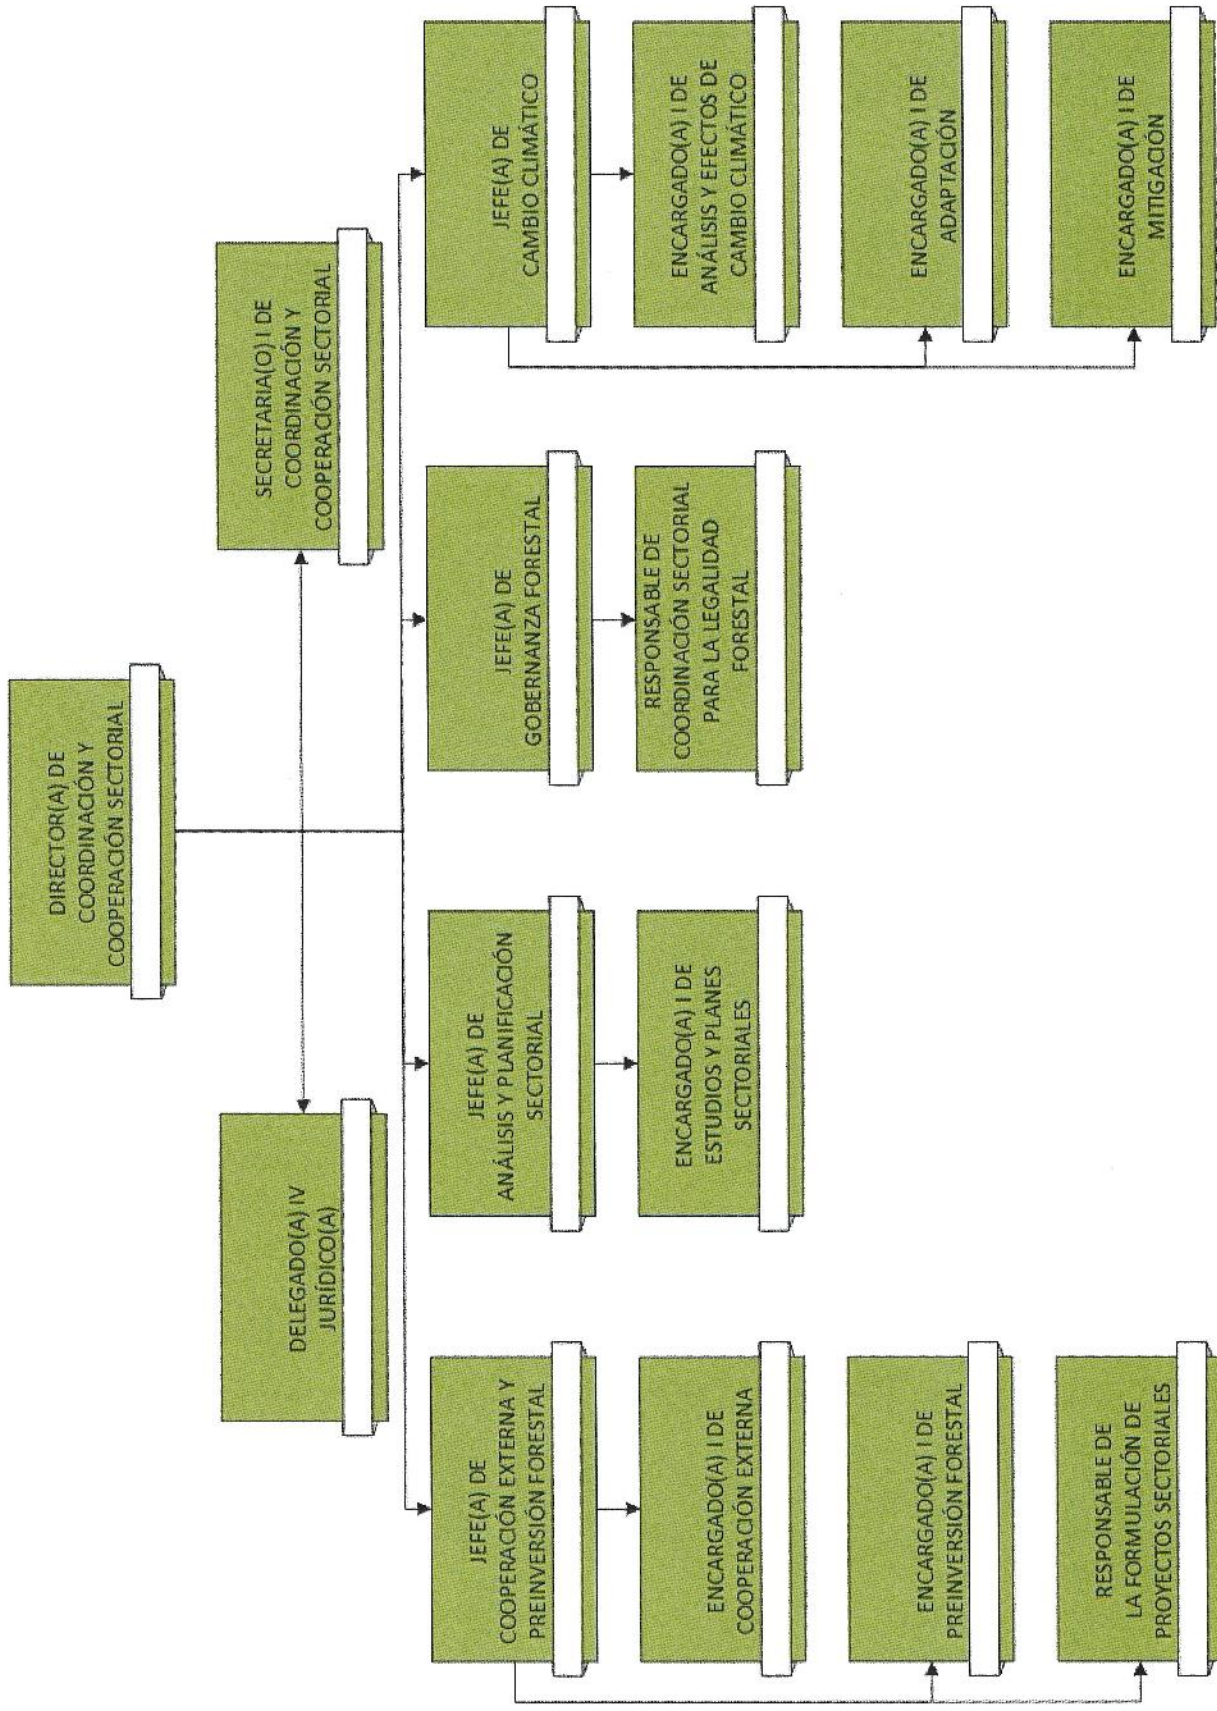 DIRECTOR(A) DE
COORDINACIÓN Y
COOPERACIÓN SECTORIAL
DELEGADO(A) IV
JURÍDICO(A)
SECRETARIA(O) I DE
COORDINACIÓN Y
COOPERACIÓN SECTORIAL
JEFE(A) DE
COOPERACIÓN EXTERNA Y
PREINVERSIÓN FORESTAL
JEFE(A) DE
ANÁLISIS Y PLANIFICACIÓN
SECTORIAL
JEFE(A) DE
GOBERNANZA FORESTAL
JEFE(A) DE
CAMBIO CLIMÁTICO
ENCARGADO(A) I DE
COOPERACIÓN EXTERNA
ENCARGADO(A) I DE
ESTUDIOS Y PLANES
SECTORIALES
RESPONSABLE DE
COORDINACIÓN SECTORIAL
PARA LA LEGALIDAD
FORESTAL
ENCARGADO(A) I DE
ANÁLISIS Y EFECTOS DE
CAMBIO CLIMÁTICO
ENCARGADO(A) I DE
PREINVERSIÓN FORESTAL
ENCARGADO(A) I DE
ADAPTACIÓN
RESPONSABLE DE
LA FORMULACIÓN DE
PROYECTOS SECTORIALES
ENCARGADO(A) I DE
MITIGACIÓN